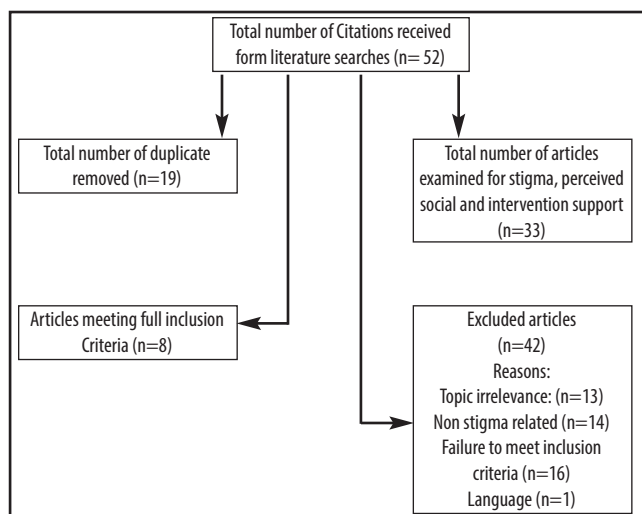 Total number of Citations received
form literature searches (n= 52)
Total number of duplicate
removed (n=19)
Total number of articles
examined for stigma, perceived
social and intervention support
(n=33)
Articles meeting full inclusion
Criteria (n=8)
Excluded articles
(n=42)
Reasons:
Topic irrelevance: (n=13)
Non stigma related (n=14)
Failure to meet inclusion
criteria (n=16)
Language (n=1)